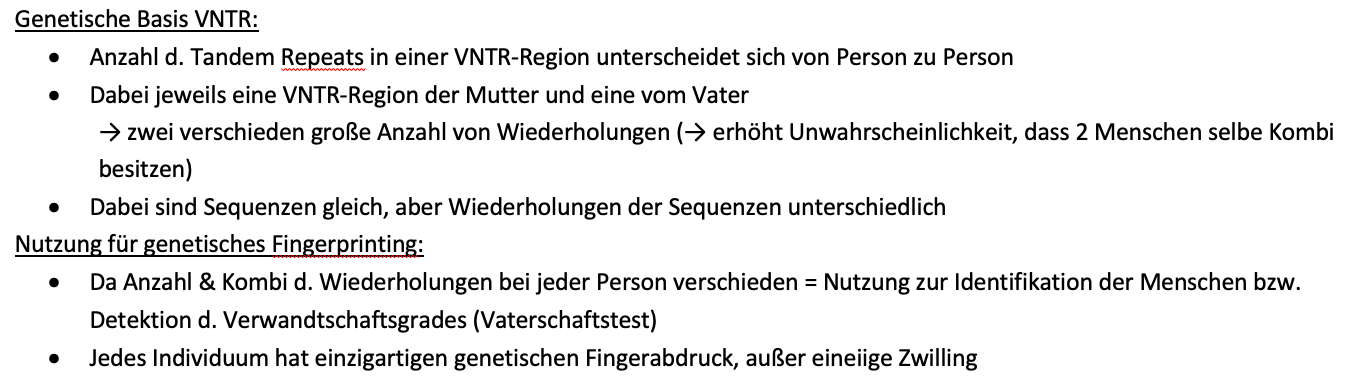 Genetische Basis VNTR:
• Anzahl d. Tandem Repeats in einer VNTR-Region unterscheidet sich von Person zu Person
• Dabei jeweils eine VNTR-Region der Mutter und eine vom Vater
→ zwei verschieden große Anzahl von Wiederholungen (→ erhöht Unwahrscheinlichkeit, dass 2 Menschen selbe Kombi
besitzen)
• Dabei sind Sequenzen gleich, aber Wiederholungen der Sequenzen unterschiedlich
Nutzung für genetisches Fingerprinting:
• Da Anzahl & Kombi d. Wiederholungen bei jeder Person verschieden = Nutzung zur Identifikation der Menschen bzw.
Detektion d. Verwandtschaftsgrades (Vaterschaftstest)
• Jedes Individuum hat einzigartigen genetischen Fingerabdruck, außer eineiige Zwilling